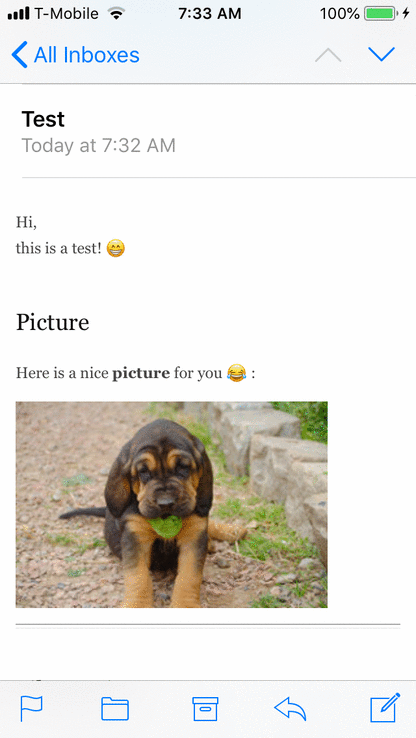 T-Mobile 7:33 AM 100%
All Inboxes
Test
Today at 7:32 AM
Hi,
this is a test! 😁
Picture
Here is a nice picture for you 😂 :